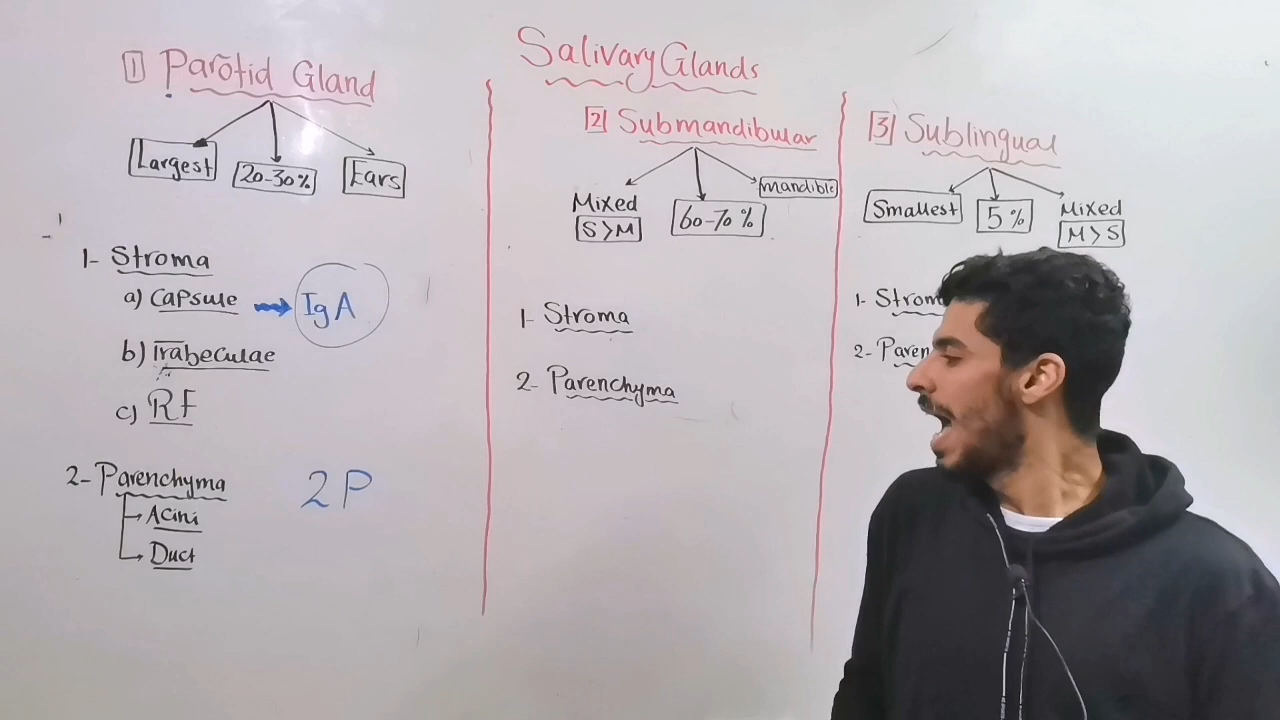 Salivary Glands
1 Parotid Gland
Largest 20-30% Ears
1- Stroma
a) Capsule → IgA
b) Trabeculae
c) RF
2- Parenchyma 2P
→ Acini
→ Duct
2 Submandibular
Mixed 60-70% mandible
S>M
1- Stroma
2- Parenchyma
3 Sublingual
Smallest 5% Mixed
M>S
1- Strom
2- Paren